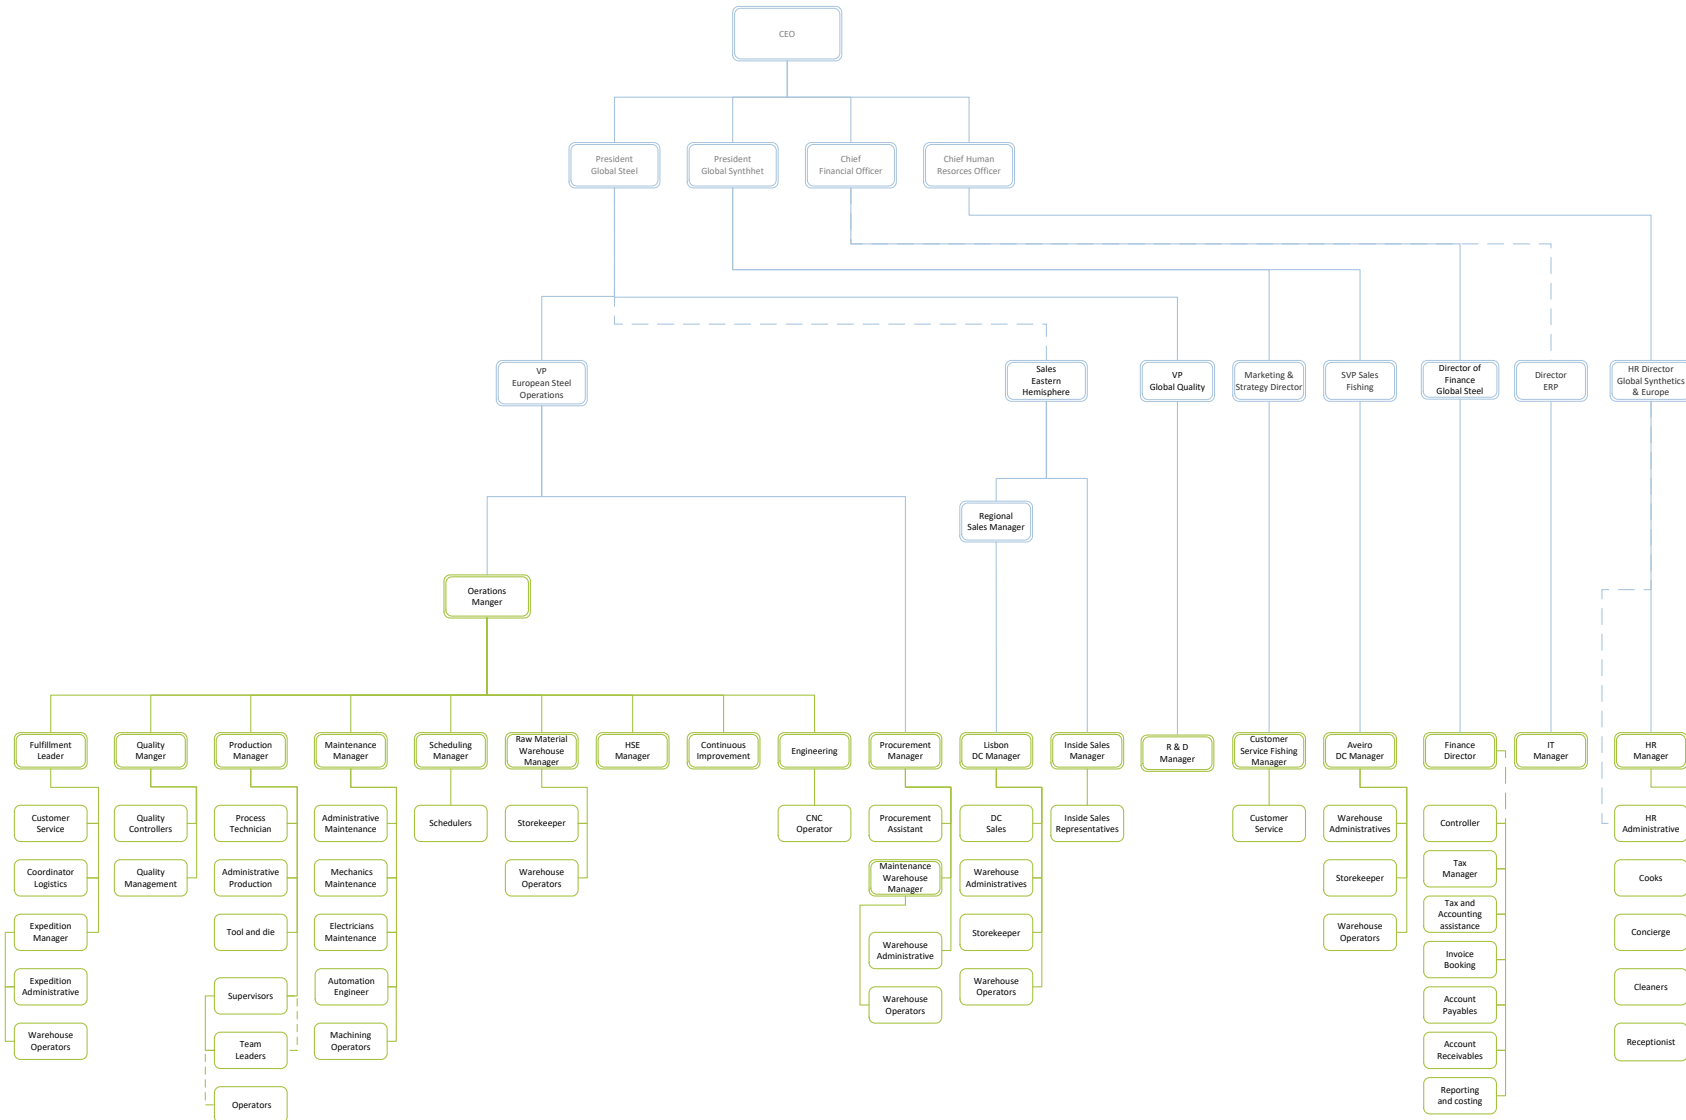 CEO
President
Global Steel
President
Global Synthhet
Chief
Financial Officer
Chief Human
Resorces Officer
VP
European Steel
Operations
Sales
Eastern
Hemisphere
VP
Global Quality
Marketing &
Strategy Director
SVP Sales
Fishing
Director of
Finance
Global Steel
Director
ERP
HR Director
Global Synthetics
& Europe
Regional
Sales Manager
Oerations
Manger
Fulfillment
Leader
Quality
Manger
Production
Manager
Maintenance
Manager
Scheduling
Manager
Raw Material
Warehouse
Manager
HSE
Manager
Continuous
Improvement
Engineering
Procurement
Manager
Lisbon
DC Manager
Inside Sales
Manager
R & D
Manager
Customer
Service Fishing
Manager
Aveiro
DC Manager
Finance
Director
IT
Manager
HR
Manager
Customer
Service
Quality
Controllers
Process
Technician
Administrative
Maintenance
Schedulers
Storekeeper
CNC
Operator
Procurement
Assistant
DC
Sales
Inside Sales
Representatives
Customer
Service
Warehouse
Administratives
Controller
HR
Administrative
Coordinator
Logistics
Quality
Management
Administrative
Production
Mechanics
Maintenance
Warehouse
Operators
Maintenance
Warehouse
Manager
Warehouse
Administratives
Storekeeper
Tax
Manager
Cooks
Expedition
Manager
Tool and die
Electricians
Maintenance
Warehouse
Administrative
Storekeeper
Warehouse
Operators
Tax and
Accounting
assistance
Concierge
Invoice
Booking
Expedition
Administrative
Supervisors
Automation
Engineer
Warehouse
Operators
Warehouse
Operators
Account
Payables
Cleaners
Warehouse
Operators
Team
Leaders
Machining
Operators
Account
Receivables
Receptionist
Operators
Reporting
and costing